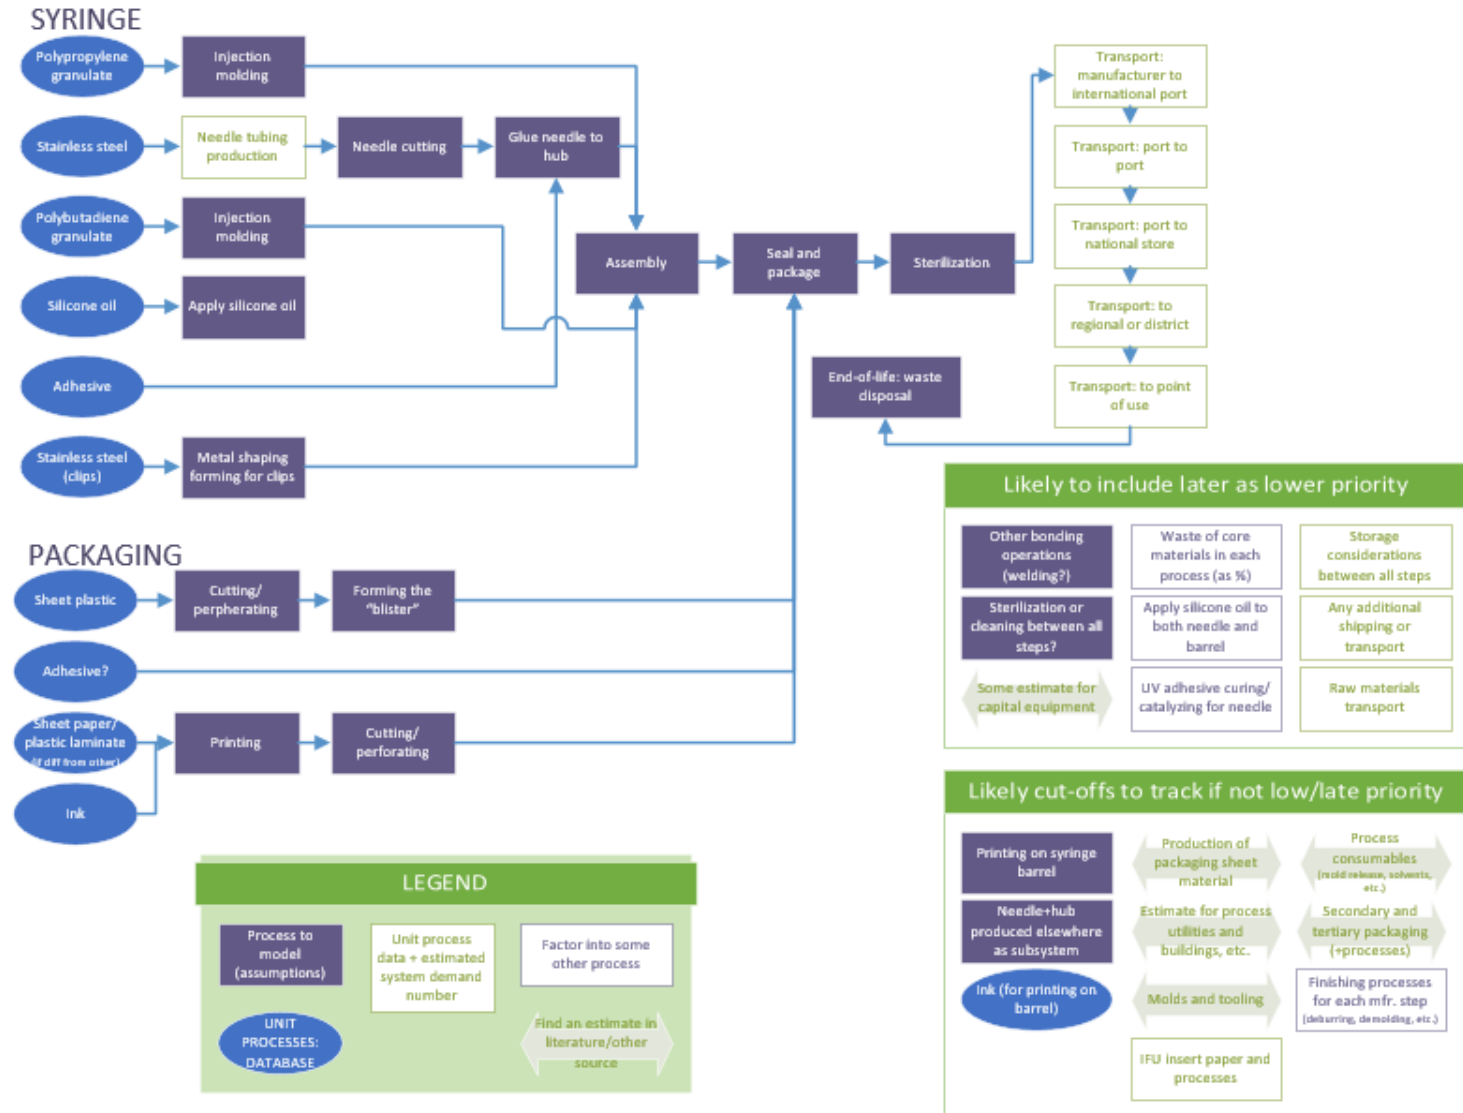 SYRINGE
Polypropylene
granulate
Injection
molding
Stainless steel
Needle tubing
production
Needle cutting
Glue needle to
hub
Polybutadiene
granulate
Injection
molding
Silicone oil
Apply silicone oil
Adhesive
Stainless steel
(clips)
Metal shaping
forming for clips
Assembly
Seal and
package
Sterilization
Transport:
manufacturer to
international port
Transport: port to
port
Transport: port to
national store
Transport: to
regional or district
Transport: to point
of use
End-of-life: waste
disposal
PACKAGING
Sheet plastic
Cutting/
perpherating
Forming the
"blister"
Adhesive?
Sheet paper/
plastic laminate
(if diff from other)
Printing
Cutting/
perforating
Ink
Likely to include later as lower priority
Other bonding
operations
(welding?)
Waste of core
materials in each
process (as %)
Storage
considerations
between all steps
Sterilization or
cleaning between all
steps?
Apply silicone oil to
both needle and
barrel
Any additional
shipping or
transport
Some estimate for
capital equipment
UV adhesive curing/
catalyzing for needle
Raw materials
transport
Likely cut-offs to track if not low/late priority
Printing on syringe
barrel
Production of
packaging sheet
material
Process
consumables
(mold release, solvents,
etc.)
Needle+hub
produced elsewhere
as subsystem
Estimate for process
utilities and
buildings, etc.
Secondary and
tertiary packaging
(+processes)
Ink (for printing on
barrel)
Molds and tooling
Finishing processes
for each mfr. step
(deburring, demolding, etc.)
IFU insert paper and
processes
LEGEND
Process to
model
(assumptions)
Unit process
data + estimated
system demand
number
Factor into some
other process
UNIT
PROCESSES:
DATABASE
Find an estimate in
literature/other
source